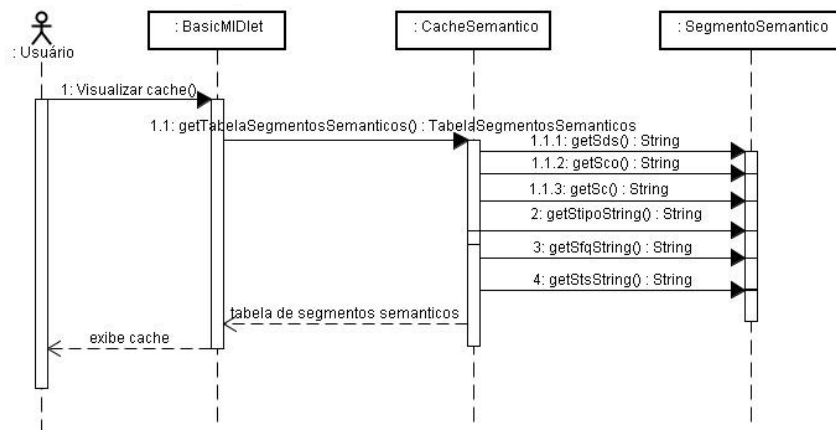 : Usuário
: BasicMIDlet
: CacheSemantico
: SegmentoSemantico
1: Visualizar cache()
1.1: getTabelaSegmentosSemanticos() : TabelaSegmentosSemanticos
1.1.1: getSds() : String
1.1.2: getSco() : String
1.1.3: getSc() : String
2: getStipoString() : String
3: getSfqString() : String
4: getStsString() : String
tabela de segmentos semanticos
exibe cache